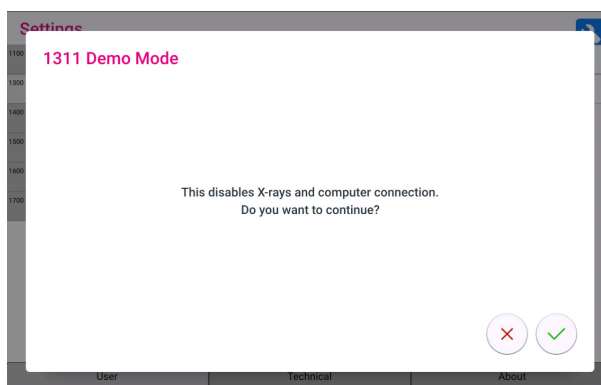 Settings
1311 Demo Mode
1100
1300
1400
1500
1600
1700
This disables X-rays and computer connection.
Do you want to continue?
User
Technical
About